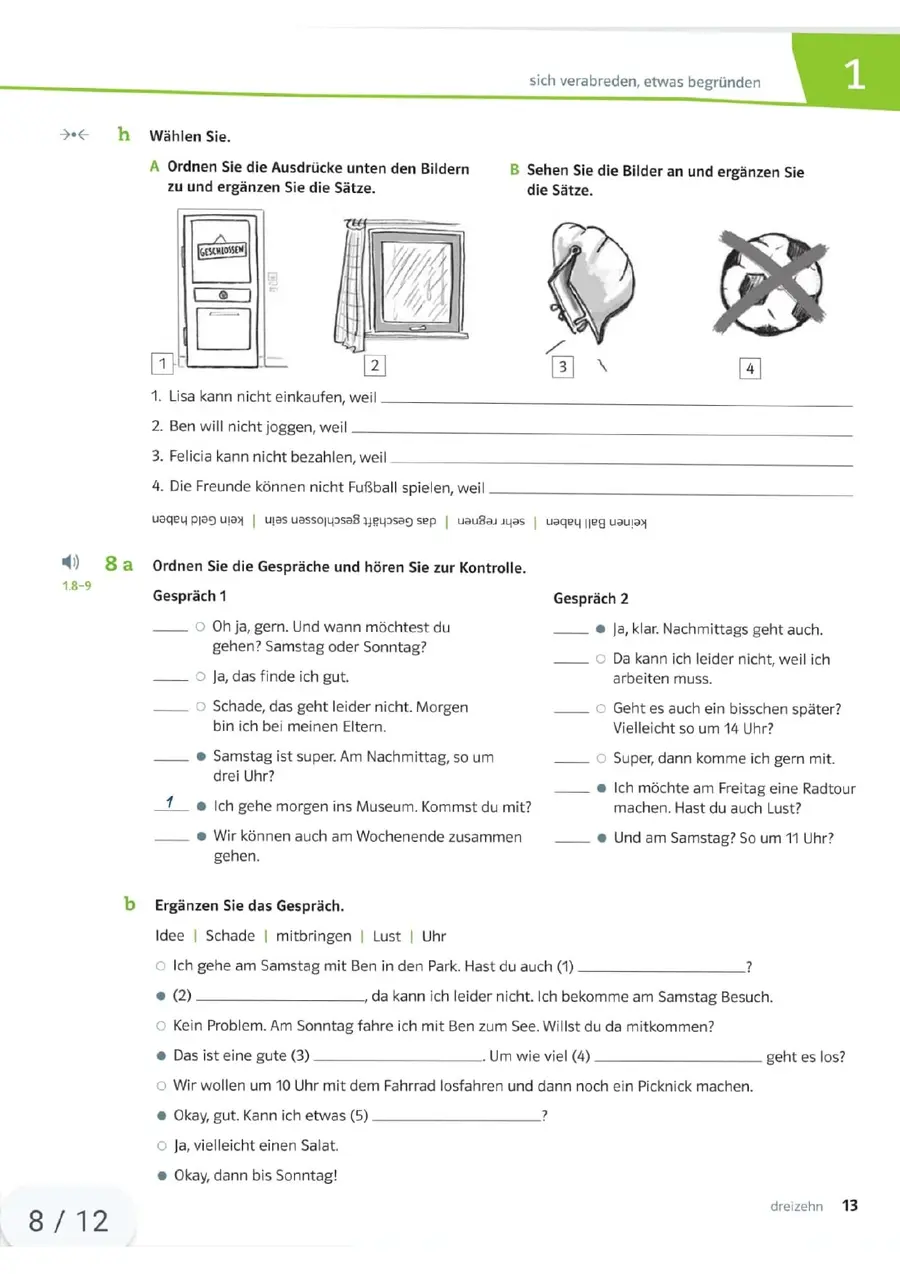 sich verabreden, etwas begründen
1
h Wählen Sie.
A Ordnen Sie die Ausdrücke unten den Bildern
zu und ergänzen Sie die Sätze.
B Sehen Sie die Bilder an und ergänzen Sie
die Sätze.
GESCHLOSSEN
1
2
3
4
1. Lisa kann nicht einkaufen, weil
2. Ben will nicht joggen, weil
3. Felicia kann nicht bezahlen, weil
4. Die Freunde können nicht Fußball spielen, weil
keinen Ball haben | sehr regnen | das Geschäft geschlossen sein | kein Geld haben
1.8–9
8 a Ordnen Sie die Gespräche und hören Sie zur Kontrolle.
Gespräch 1
○ Oh ja, gern. Und wann möchtest du
gehen? Samstag oder Sonntag?
○ Ja, das finde ich gut.
○ Schade, das geht leider nicht. Morgen
bin ich bei meinen Eltern.
● Samstag ist super. Am Nachmittag, so um
drei Uhr?
1 ● Ich gehe morgen ins Museum. Kommst du mit?
● Wir können auch am Wochenende zusammen
gehen.
Gespräch 2
● Ja, klar. Nachmittags geht auch.
○ Da kann ich leider nicht, weil ich
arbeiten muss.
○ Geht es auch ein bisschen später?
Vielleicht so um 14 Uhr?
○ Super, dann komme ich gern mit.
● Ich möchte am Freitag eine Radtour
machen. Hast du auch Lust?
● Und am Samstag? So um 11 Uhr?
b Ergänzen Sie das Gespräch.
Idee | Schade | mitbringen | Lust | Uhr
○ Ich gehe am Samstag mit Ben in den Park. Hast du auch (1) ____?
● (2) ____, da kann ich leider nicht. Ich bekomme am Samstag Besuch.
○ Kein Problem. Am Sonntag fahre ich mit Ben zum See. Willst du da mitkommen?
● Das ist eine gute (3) ____. Um wie viel (4) ____ geht es los?
○ Wir wollen um 10 Uhr mit dem Fahrrad losfahren und dann noch ein Picknick machen.
● Okay, gut. Kann ich etwas (5) ____?
○ Ja, vielleicht einen Salat.
● Okay, dann bis Sonntag!
dreizehn 13
8 / 12